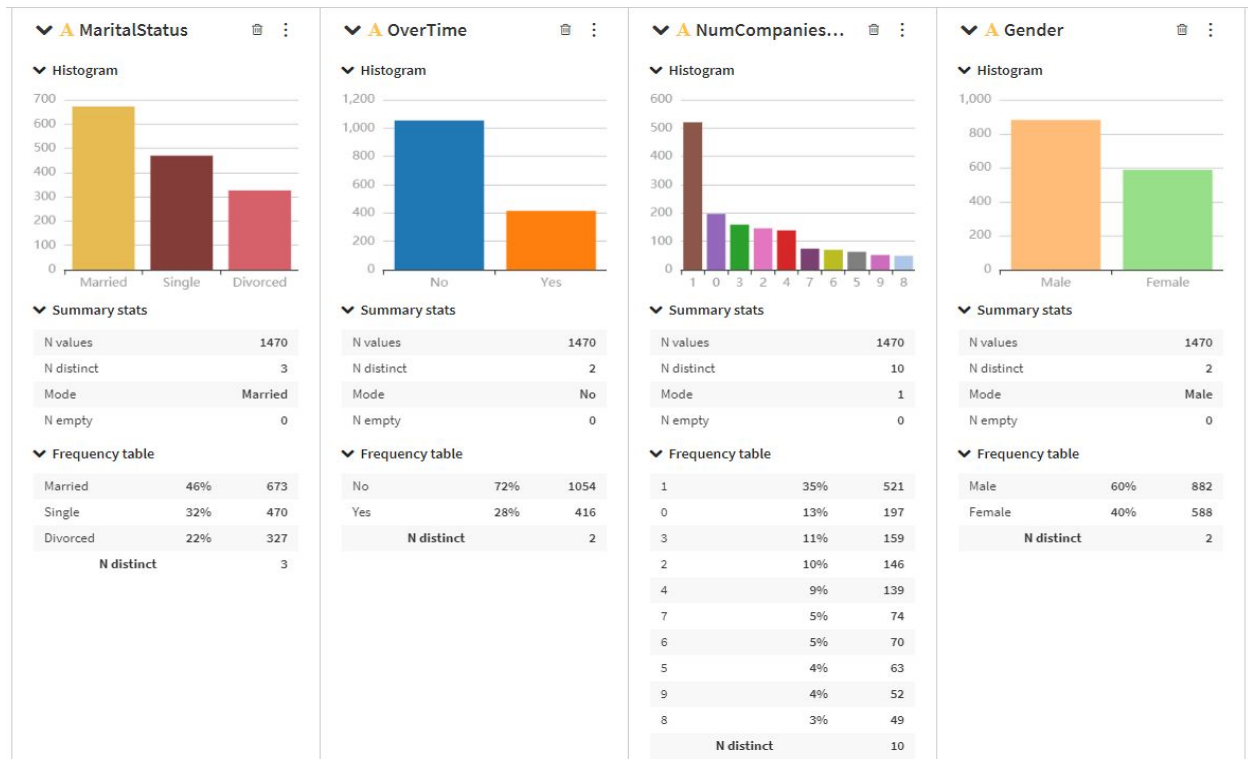 MaritalStatus
Histogram
700
600
500
400
300
200
100
0
Married Single Divorced
Summary stats
N values 1470
N distinct 3
Mode Married
N empty 0
Frequency table
Married 46% 673
Single 32% 470
Divorced 22% 327
N distinct 3
A OverTime
Histogram
1,200
1,000
800
600
400
200
0
No Yes
Summary stats
N values 1470
N distinct 2
Mode No
N empty 0
Frequency table
No 72% 1054
Yes 28% 416
N distinct 2
A NumCompanies...
Histogram
600
500
400
300
200
100
0
1 0 3 2 4 7 6 5 9 8
Summary stats
N values 1470
N distinct 10
Mode 1
N empty 0
Frequency table
1 35% 521
0 13% 197
3 11% 159
2 10% 146
4 9% 139
7 5% 74
6 5% 70
5 4% 63
9 4% 52
8 3% 49
N distinct 10
A Gender
Histogram
1,000
800
600
400
200
0
Male Female
Summary stats
N values 1470
N distinct 2
Mode Male
N empty 0
Frequency table
Male 60% 882
Female 40% 588
N distinct 2